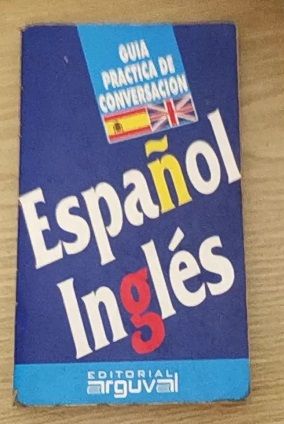 GUIA
PRACTICA DE
CONVERSACION
Español
Inglés
EDITORIAL
arguval